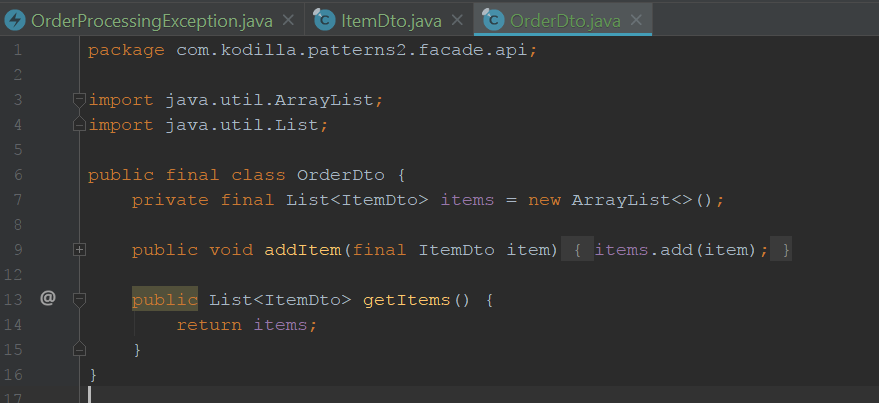 OrderProcessingException.java ItemDto.java OrderDto.java
1 package com.kodilla.patterns2.facade.api;
2
3 import java.util.ArrayList;
4 import java.util.List;
5
6 public final class OrderDto {
7     private final List<ItemDto> items = new ArrayList<>();
8
9     public void addItem(final ItemDto item) { items.add(item); }
12
13 @     public List<ItemDto> getItems() {
14         return items;
15     }
16 }
17